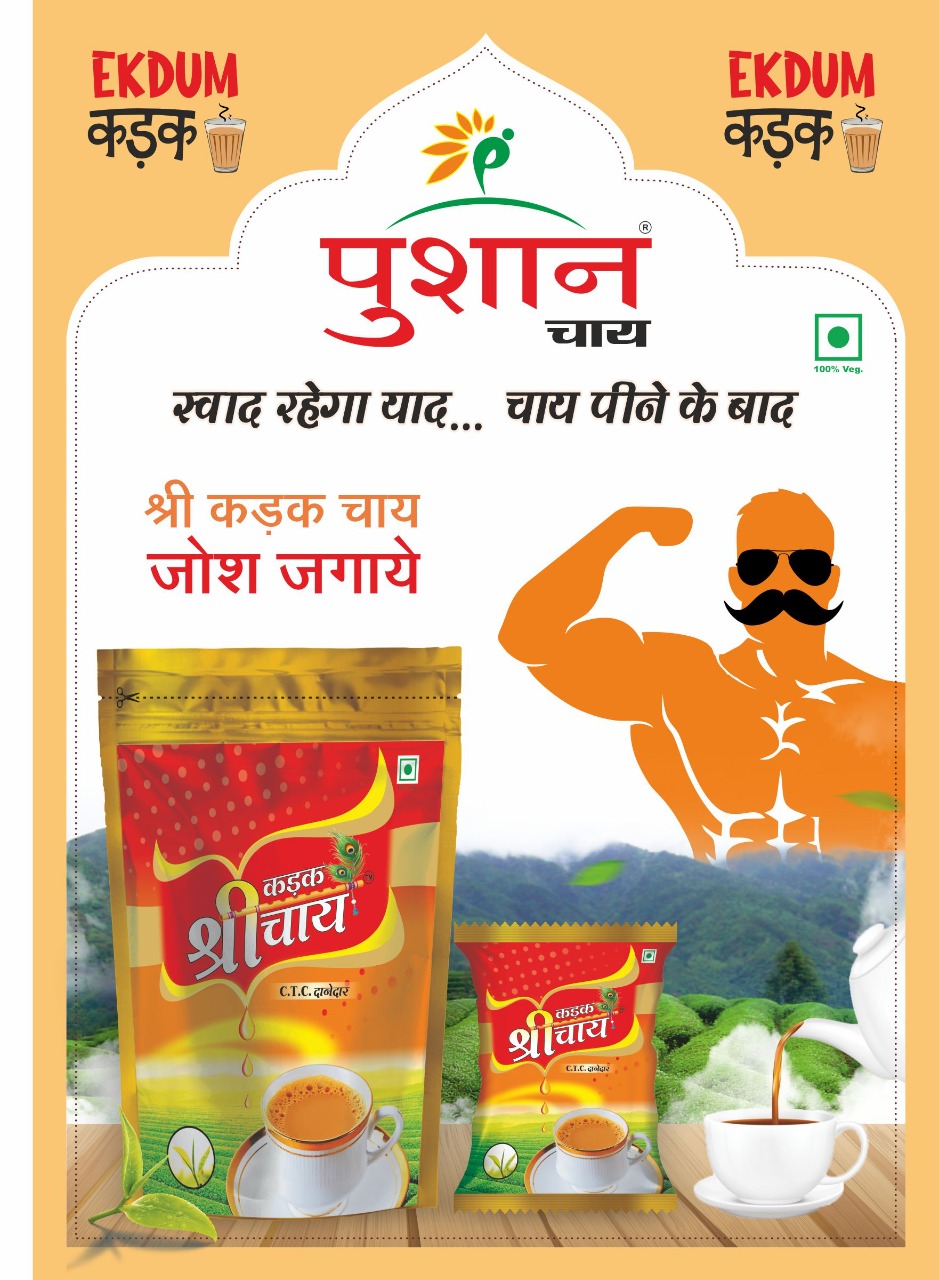 EKDUM
कड़क
EKDUM
कड़क
पुशान®
चाय
100% Veg.
स्वाद रहेगा याद... चाय पीने के बाद
श्री कड़क चाय
जोश जगाये
कड़क
श्री चाय
C.T.C. दानेदार
कड़क
श्री चाय
C.T.C. दानेदार